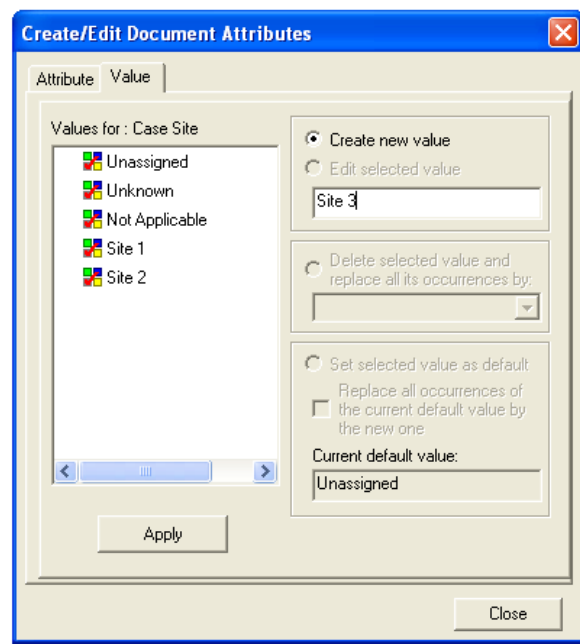 Create/Edit Document Attributes
Attribute
Value
Values for : Case Site
Unassigned
Unknown
Not Applicable
Site 1
Site 2
Apply
Create new value
Edit selected value
Site 3
Delete selected value and
replace all its occurrences by:
Set selected value as default
Replace all occurrences of
the current default value by
the new one
Current default value:
Unassigned
Close